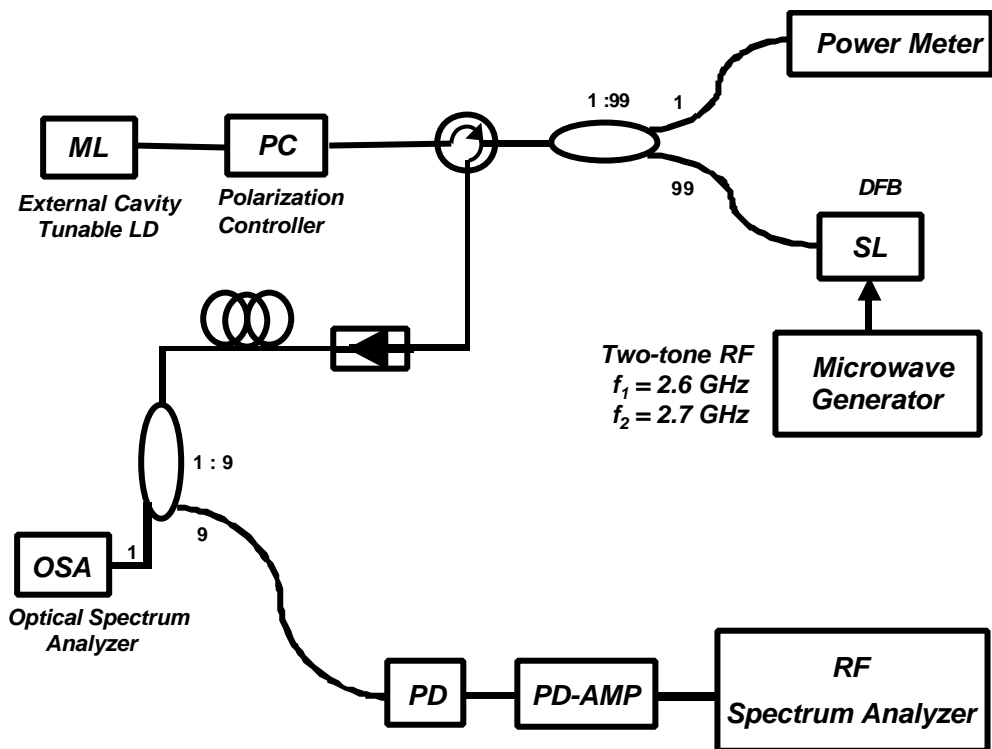 Power Meter
1 :99
1
ML
PC
External Cavity
Tunable LD
Polarization
Controller
99
DFB
SL
Two-tone RF
f1 = 2.6 GHz
f2 = 2.7 GHz
Microwave
Generator
1 : 9
1
9
OSA
Optical Spectrum
Analyzer
PD
PD-AMP
RF
Spectrum Analyzer